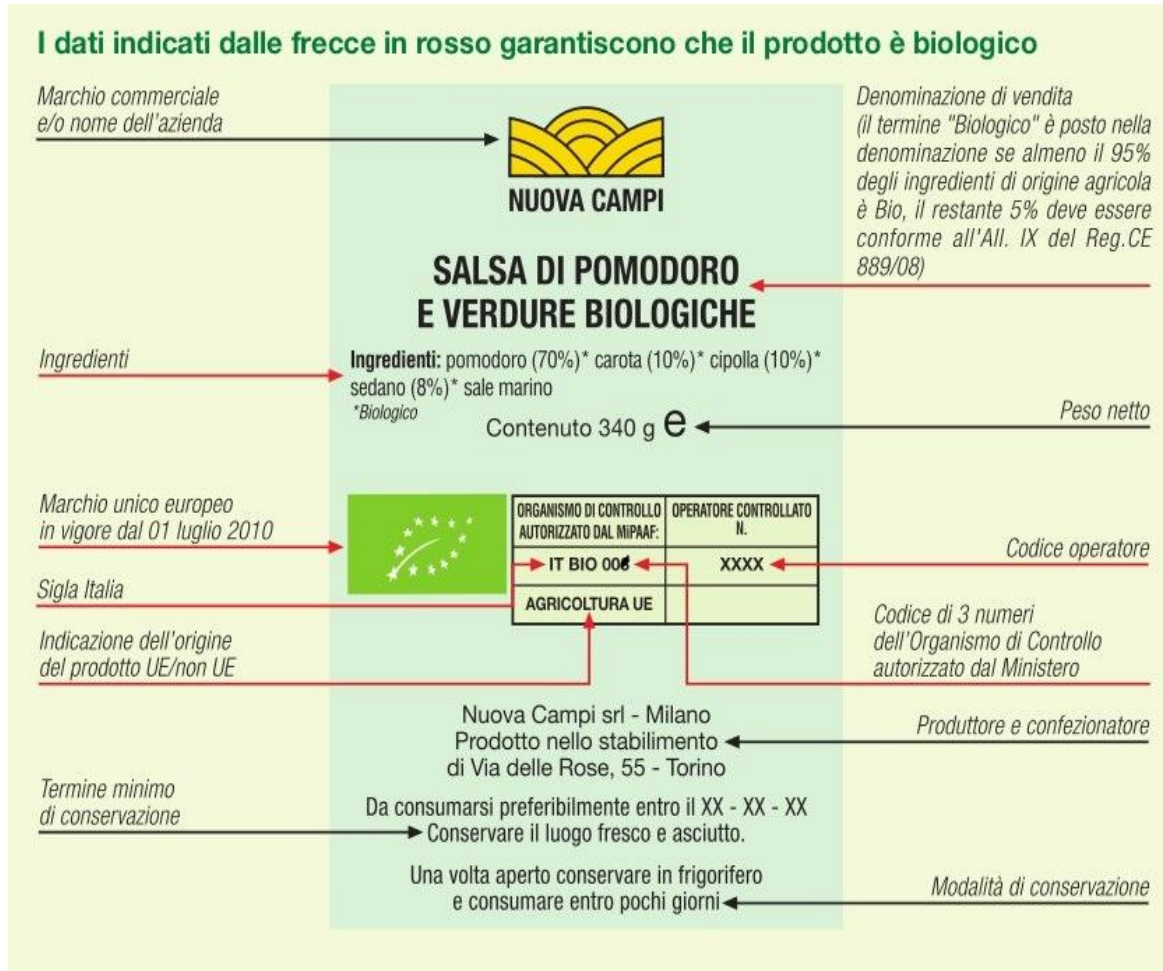 I dati indicati dalle frecce in rosso garantiscono che il prodotto è biologico
Marchio commerciale
e/o nome dell'azienda
NUOVA CAMPI
Denominazione di vendita
(il termine "Biologico" è posto nella
denominazione se almeno il 95%
degli ingredienti di origine agricola
è Bio, il restante 5% deve essere
conforme all'All. IX del Reg.CE
889/08)
SALSA DI POMODORO
E VERDURE BIOLOGICHE
Ingredienti
Ingredienti: pomodoro (70%)* carota (10%)* cipolla (10%)*
sedano (8%)* sale marino
*Biologico
Contenuto 340 g e
Peso netto
Marchio unico europeo
in vigore dal 01 luglio 2010
ORGANISMO DI CONTROLLO
AUTORIZZATO DAL MiPAAF:
OPERATORE CONTROLLATO
N.
IT BIO
XXXX
AGRICOLTURA UE
Codice operatore
Sigla Italia
Indicazione dell'origine
del prodotto UE/non UE
Codice di 3 numeri
dell'Organismo di Controllo
autorizzato dal Ministero
Nuova Campi srl - Milano
Prodotto nello stabilimento
di Via delle Rose, 55 - Torino
Produttore e confezionatore
Termine minimo
di conservazione
Da consumarsi preferibilmente entro il XX - XX - XX
Conservare il luogo fresco e asciutto.
Una volta aperto conservare in frigorifero
e consumare entro pochi giorni
Modalità di conservazione